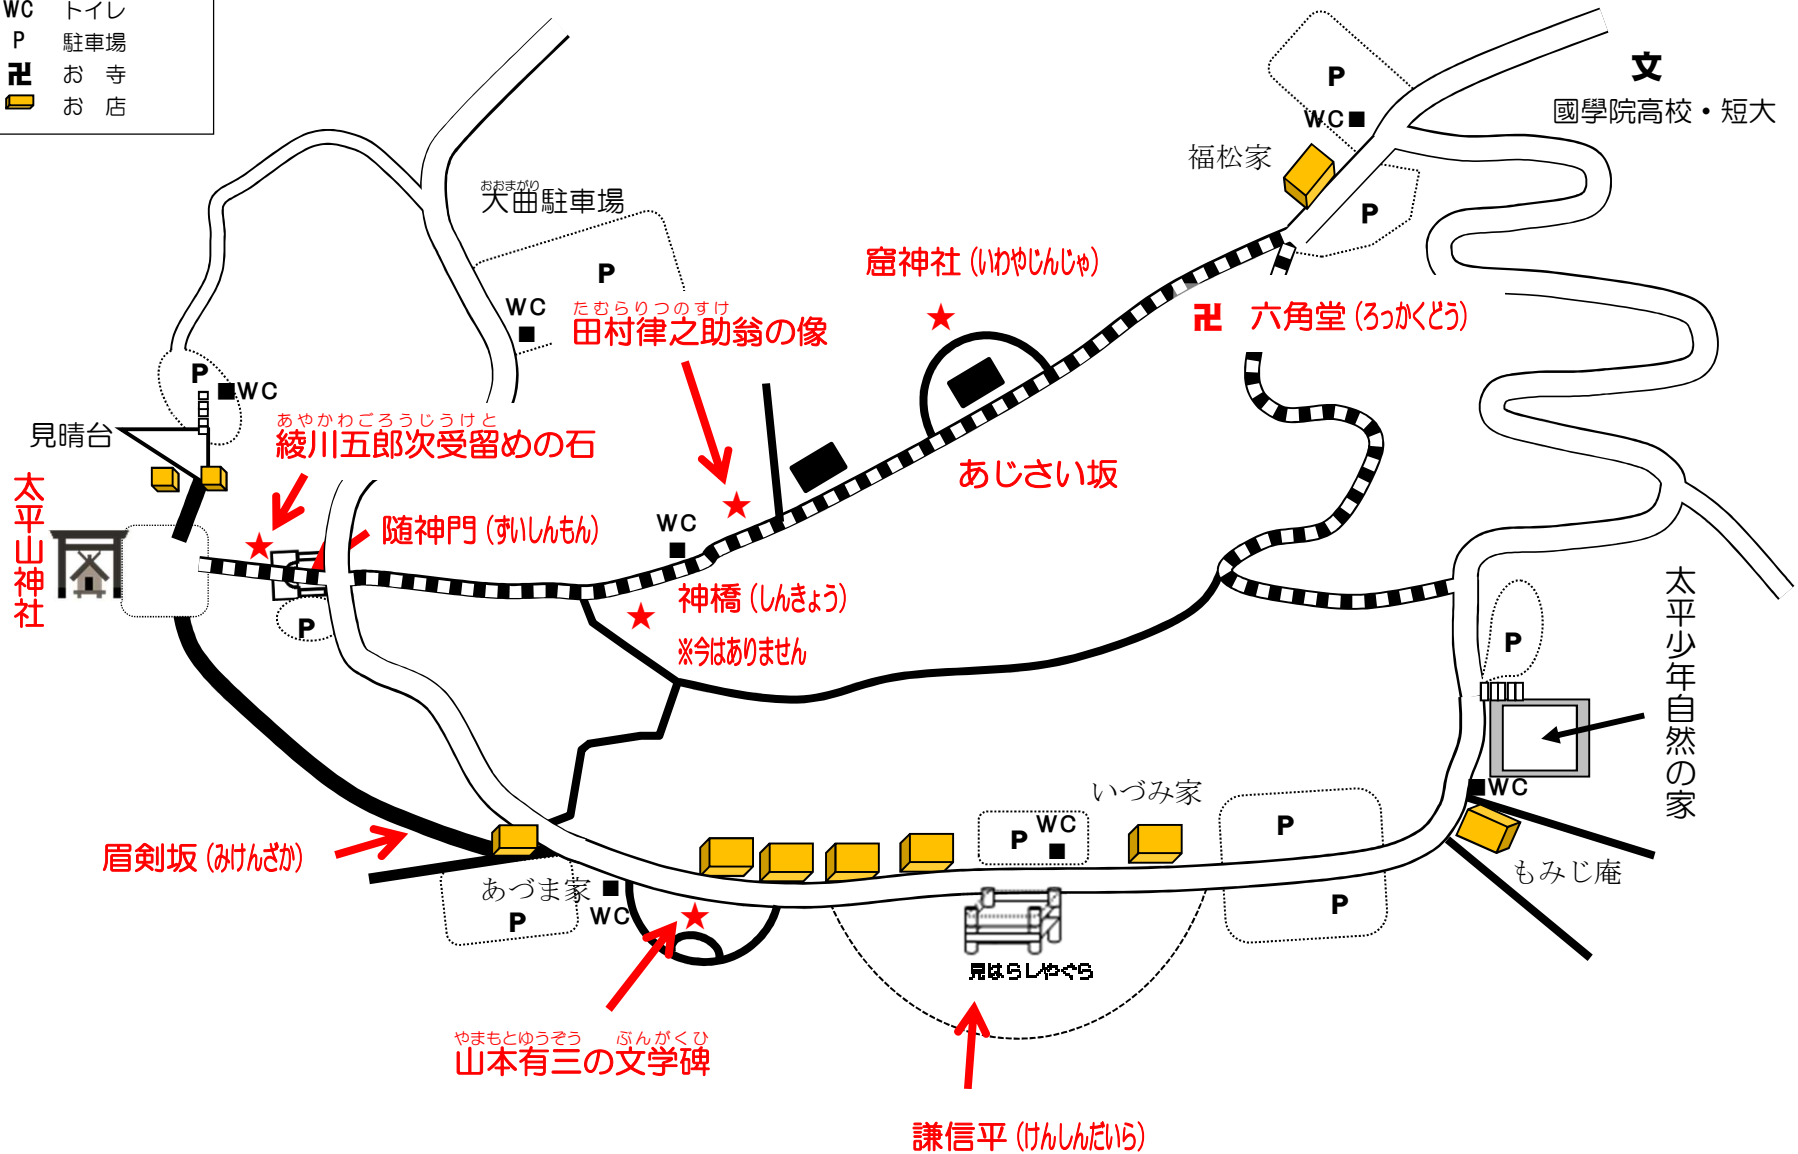 WC トイレ
P 駐車場
卍 お　寺
お　店
文
國學院高校・短大
P
WC
福松家
P
おおまがり
大曲駐車場
P
WC
窟神社(いわやじんじゃ)
たむらりつのすけ
田村律之助翁の像
卍 六角堂(ろっかくどう)
P
WC
見晴台
あやかわごろうじうけと
綾川五郎次受留めの石
あじさい坂
太平山神社
随神門(ずいしんもん)
WC
神橋(しんきょう)
※今はありません
P
太平少年自然の家
P
WC
いづみ家
P
WC
P
眉剣坂(みけんざか)
もみじ庵
あづま家
P
WC
P
見はらしやぐら
やまもとゆうぞう　ぶんがくひ
山本有三の文学碑
謙信平(けんしんだいら)